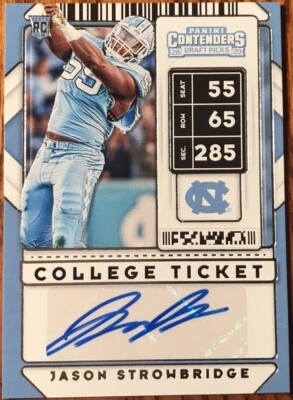 RC
PANINI
CONTENDERS
20 DRAFT PICKS 20
SEAT 55
ROW 65
SEC. 285
NC
COLLEGE TICKET
JASON STROWBRIDGE